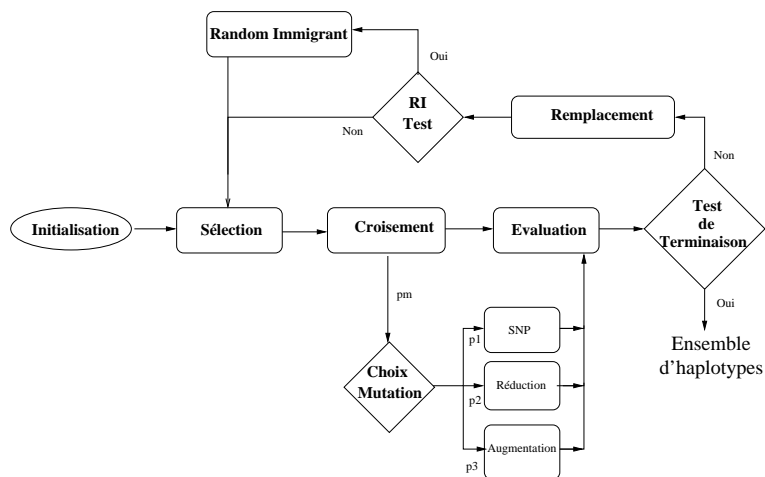 Random Immigrant
Oui
RI
Test
Remplacement
Non
Non
Initialisation
Sélection
Croisement
Evaluation
Test
de
Terminaison
pm
Oui
Ensemble
d'haplotypes
Choix
Mutation
p1
SNP
p2
Réduction
p3
Augmentation